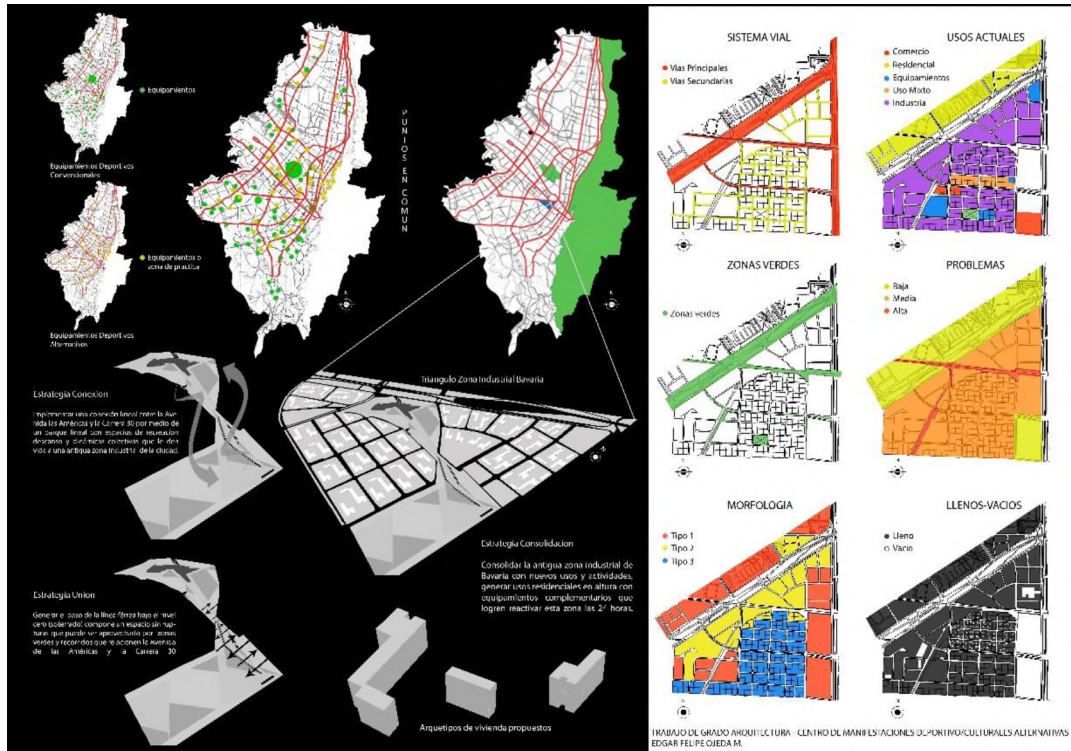 Equipamientos
Equipamientos Deportivos
Convencionales
Equipamientos o
zona de practica
Equipamientos Deportivos
Alternativos
PUNTOS EN COMUN
N
N
Estrategia Conexion
Implementar una conexión lineal entre la Ave-
nida las Américas y la Carrera 30 por medio de
un parque lineal con espacios de recreación
descanso y dinámicas colectivas que le den
vida a una antigua zona industrial de la ciudad.
Triangulo Zona Industrial Bavaria
Estrategia Union
Generar el paso de la línea férrea bajo el nivel
cero (soterrado) compone un espacio sin rup-
turas que puede ser aprovechado por zonas
verdes y recorridos que relacionen la Avenida
de las Américas y la Carrera 30
Estrategia Consolidacion
Consolidar la antigua zona industrial de
Bavaria con nuevos usos y actividades,
generar usos residenciales en altura con
equipamientos complementarios que
logren reactivar esta zona las 24 horas.
Arquetipos de vivienda propuestos
SISTEMA VIAL
Vias Principales
Vias Secundarias
USOS ACTUALES
Comercio
Residencial
Equipamientos
Uso Mixto
Industria
ZONAS VERDES
Zonas verdes
PROBLEMAS
Baja
Media
Alta
MORFOLOGIA
Tipo 1
Tipo 2
Tipo 3
LLENOS-VACIOS
Lleno
Vacio
TRABAJO DE GRADO ARQUITECTURA - CENTRO DE MANIFESTACIONES DEPORTIVO/CULTURALES ALTERNATIVAS
EDGAR FELIPE OJEDA M.